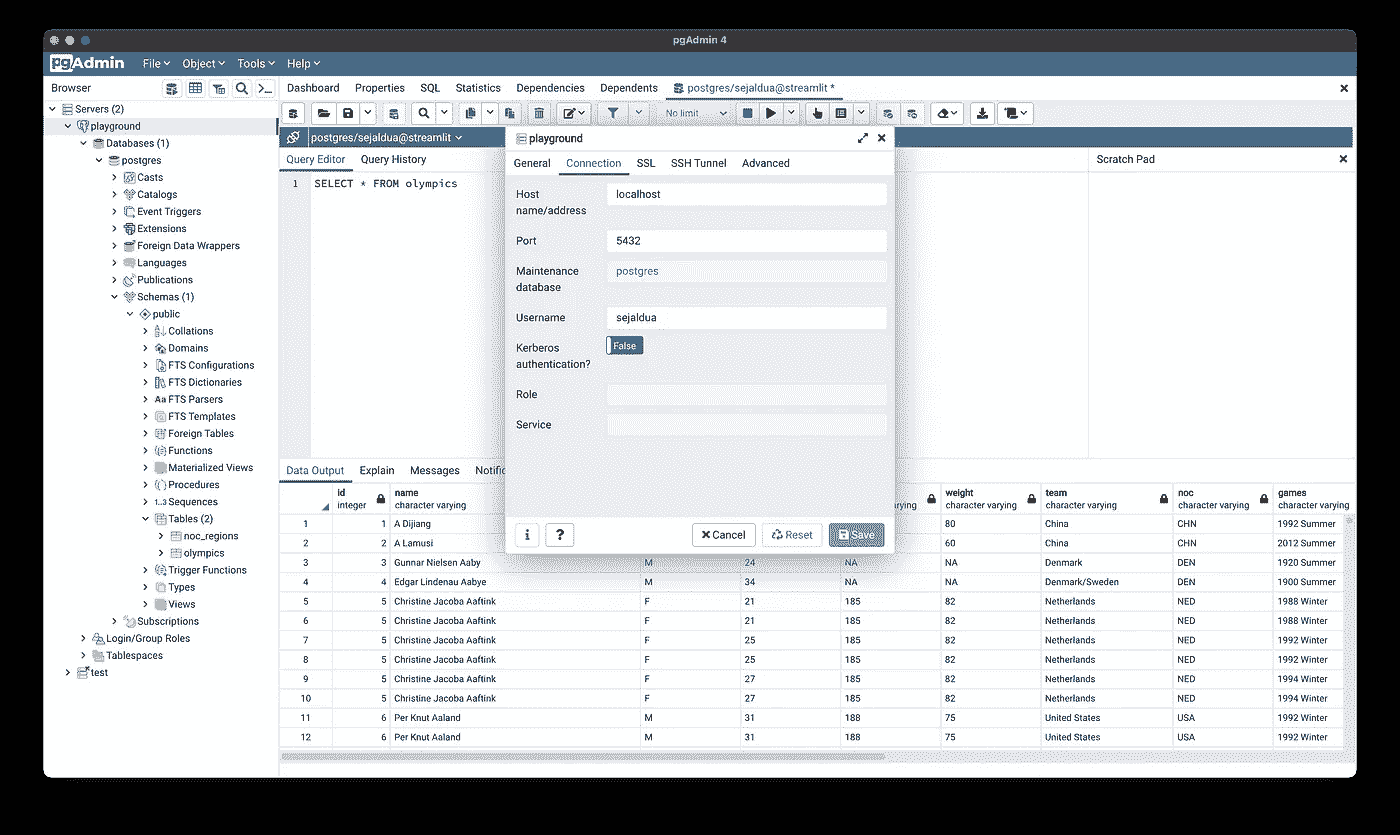 pgAdmin 4
pgAdmin File Object Tools Help
Browser
Dashboard Properties SQL Statistics Dependencies Dependents postgres/sejaldua@streamlit *
No limit
Servers (2)
playground
Databases (1)
postgres
Casts
Catalogs
Event Triggers
Extensions
Foreign Data Wrappers
Languages
Publications
Schemas (1)
public
Collations
Domains
FTS Configurations
FTS Dictionaries
Aa FTS Parsers
FTS Templates
Foreign Tables
Functions
Materialized Views
Procedures
1..3 Sequences
Tables (2)
noc_regions
olympics
Trigger Functions
Types
Views
Subscriptions
Login/Group Roles
Tablespaces
test
postgres/sejaldua@streamlit
Query Editor Query History
Scratch Pad
1 SELECT * FROM olympics
playground
General Connection SSL SSH Tunnel Advanced
Host name/address localhost
Port 5432
Maintenance database postgres
Username sejaldua
Kerberos authentication? False
Role
Service
i ? Cancel Reset Save
Data Output Explain Messages Notific
id name weight team noc games
integer character varying rying character varying character varying character varying character varying
1 1 A Dijiang 80 China CHN 1992 Summer
2 2 A Lamusi 60 China CHN 2012 Summer
3 3 Gunnar Nielsen Aaby M 24 NA NA Denmark DEN 1920 Summer
4 4 Edgar Lindenau Aabye M 34 NA NA Denmark/Sweden DEN 1900 Summer
5 5 Christine Jacoba Aaftink F 21 185 82 Netherlands NED 1988 Winter
6 5 Christine Jacoba Aaftink F 21 185 82 Netherlands NED 1988 Winter
7 5 Christine Jacoba Aaftink F 25 185 82 Netherlands NED 1992 Winter
8 5 Christine Jacoba Aaftink F 25 185 82 Netherlands NED 1992 Winter
9 5 Christine Jacoba Aaftink F 27 185 82 Netherlands NED 1994 Winter
10 5 Christine Jacoba Aaftink F 27 185 82 Netherlands NED 1994 Winter
11 6 Per Knut Aaland M 31 188 75 United States USA 1992 Winter
12 6 Per Knut Aaland M 31 188 75 United States USA 1992 Winter